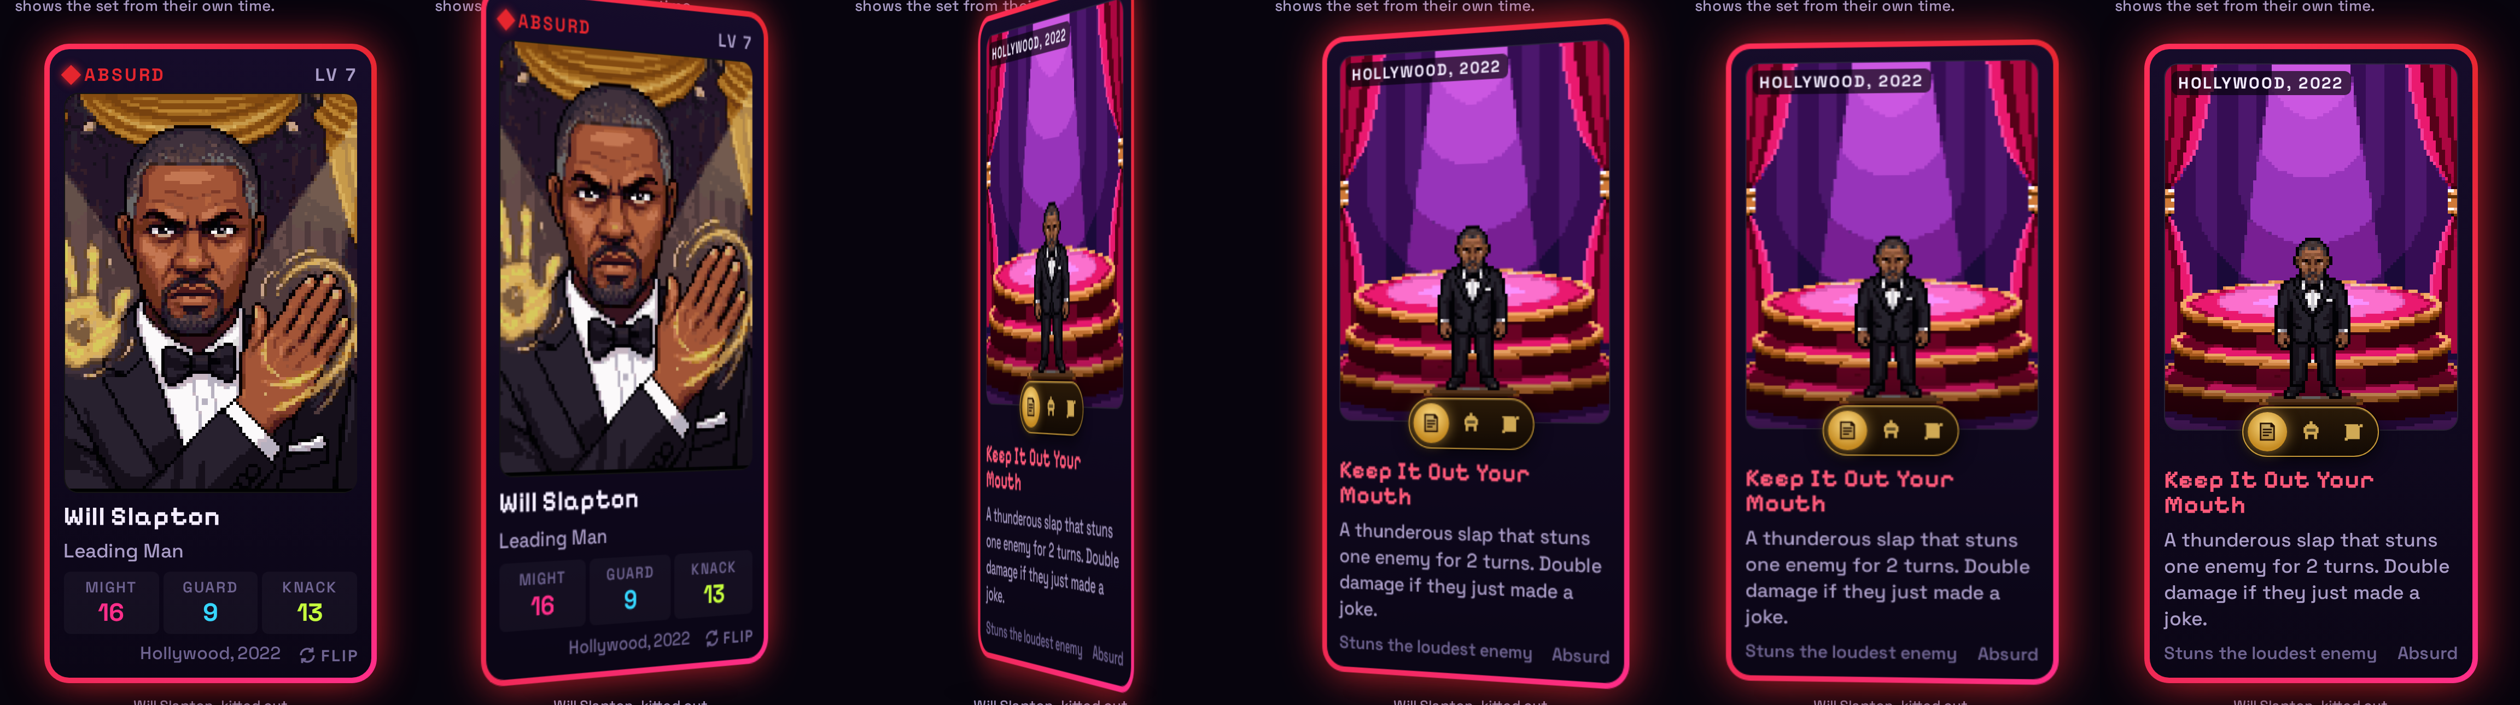 shows the set from their own time.
ABSURD
LV 7
Will Slapton
Leading Man
MIGHT
16
GUARD
9
KNACK
13
Hollywood, 2022
FLIP
shows
ABSURD
LV 7
Will Slapton
Leading Man
MIGHT
16
GUARD
9
KNACK
13
Hollywood, 2022
FLIP
shows the set from
HOLLYWOOD, 2022
Keep It Out Your
Mouth
A thunderous slap that stuns
one enemy for 2 turns. Double
damage if they just made a
joke.
Stuns the loudest enemy
Absurd
shows the set from their own time.
HOLLYWOOD, 2022
Keep It Out Your
Mouth
A thunderous slap that stuns
one enemy for 2 turns. Double
damage if they just made a
joke.
Stuns the loudest enemy
Absurd
shows the set from their own time.
HOLLYWOOD, 2022
Keep It Out Your
Mouth
A thunderous slap that stuns
one enemy for 2 turns. Double
damage if they just made a
joke.
Stuns the loudest enemy
Absurd
shows the set from their own time.
HOLLYWOOD, 2022
Keep It Out Your
Mouth
A thunderous slap that stuns
one enemy for 2 turns. Double
damage if they just made a
joke.
Stuns the loudest enemy
Absurd